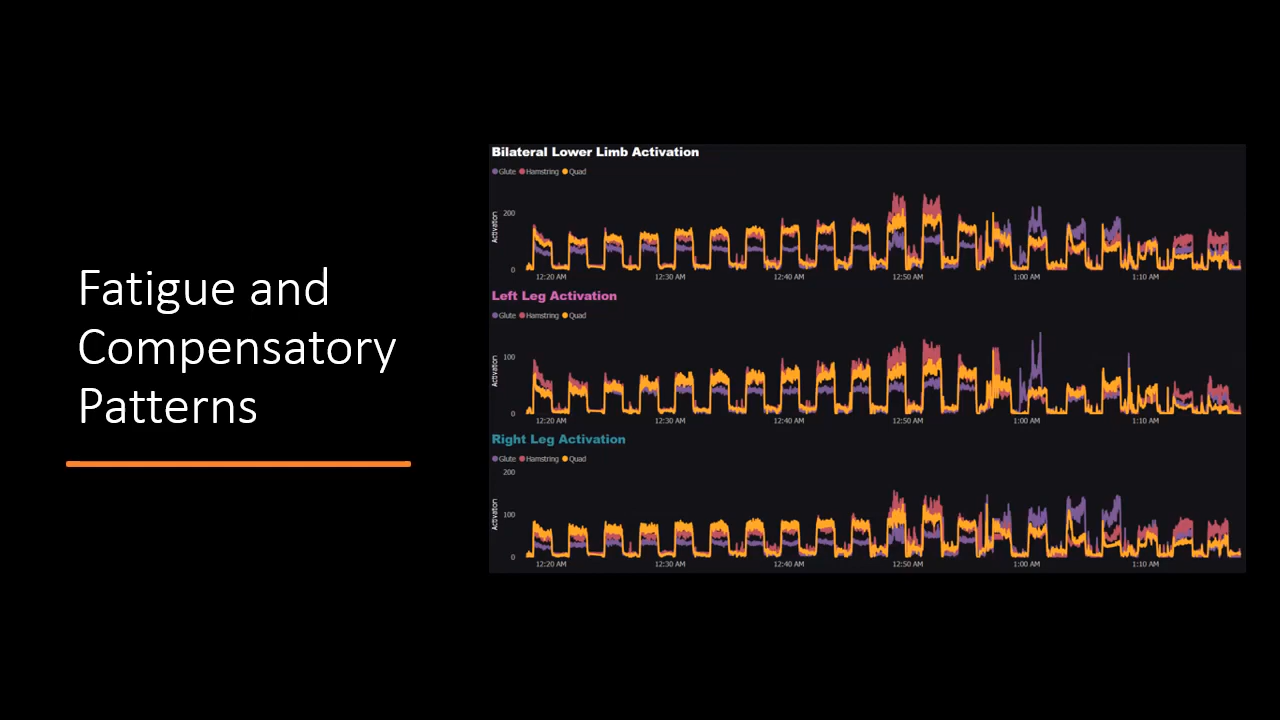 Fatigue and
Compensatory
Patterns
Bilateral Lower Limb Activation
Glute Hamstring Quad
Activation
200
0
12:20 AM 12:30 AM 12:40 AM 12:50 AM 1:00 AM 1:10 AM
Left Leg Activation
Glute Hamstring Quad
Activation
100
0
12:20 AM 12:30 AM 12:40 AM 12:50 AM 1:00 AM 1:10 AM
Right Leg Activation
Glute Hamstring Quad
Activation
200
100
0
12:20 AM 12:30 AM 12:40 AM 12:50 AM 1:00 AM 1:10 AM